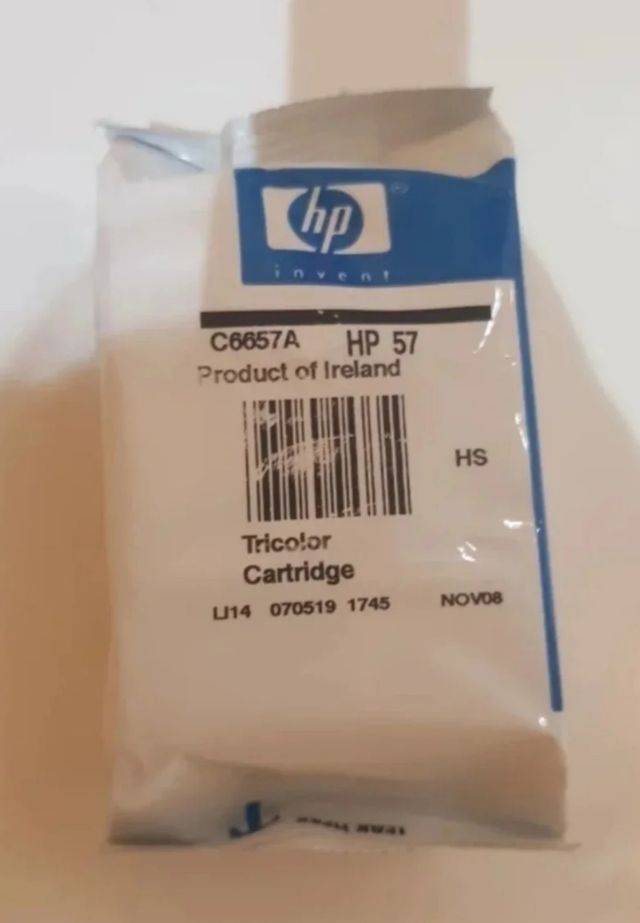 hp ®
invent
C6657A HP 57
Product of Ireland
HS
Tricolor
Cartridge
LJ14 070519 1745 NOV08